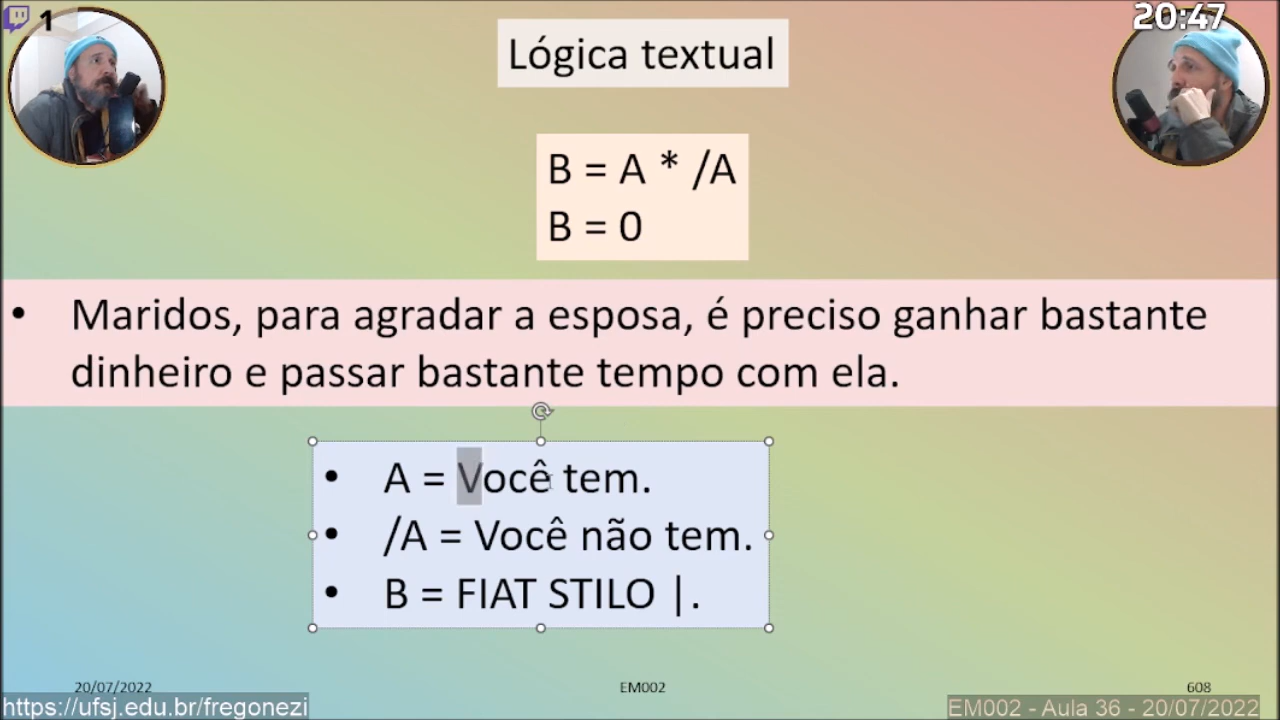 1
20:47
Lógica textual
B = A * /A
B = 0
• Maridos, para agradar a esposa, é preciso ganhar bastante
dinheiro e passar bastante tempo com ela.
• A = Você tem.
• /A = Você não tem.
• B = FIAT STILO |.
20/07/2022
EM002
608
https://ufsj.edu.br/fregonezi
EM002 - Aula 36 - 20/07/2022